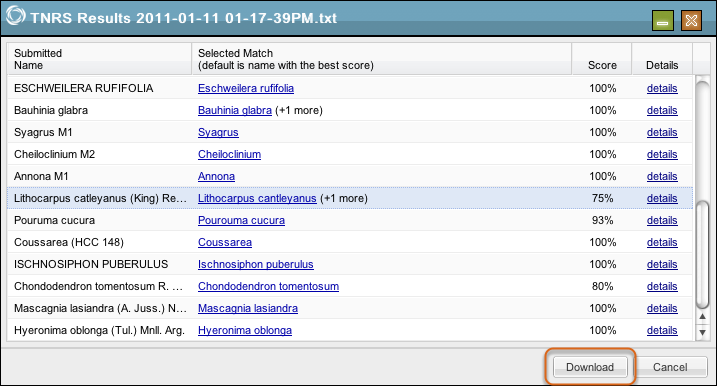 TNRS Results 2011-01-11 01-17-39PM.txt
Submitted Name
Selected Match (default is name with the best score)
Score
Details
ESCHWEILERA RUFIFOLIA Eschweilera rufifolia 100% details
Bauhinia glabra Bauhinia glabra (+1 more) 100% details
Syagrus M1 Syagrus 100% details
Cheiloclinium M2 Cheiloclinium 100% details
Annona M1 Annona 100% details
Lithocarpus catleyanus (King) Re... Lithocarpus cantleyanus (+1 more) 75% details
Pouruma cucura Pourouma cucura 93% details
Coussarea (HCC 148) Coussarea 100% details
ISCHNOSIPHON PUBERULUS Ischnosiphon puberulus 100% details
Chondodendron tomentosum R. ... Chondodendron tomentosum 80% details
Mascagnia lasiandra (A. Juss.) N... Mascagnia lasiandra 100% details
Hyeronima oblonga (Tul.) Mnll. Arg. Hyeronima oblonga 100% details
Download Cancel